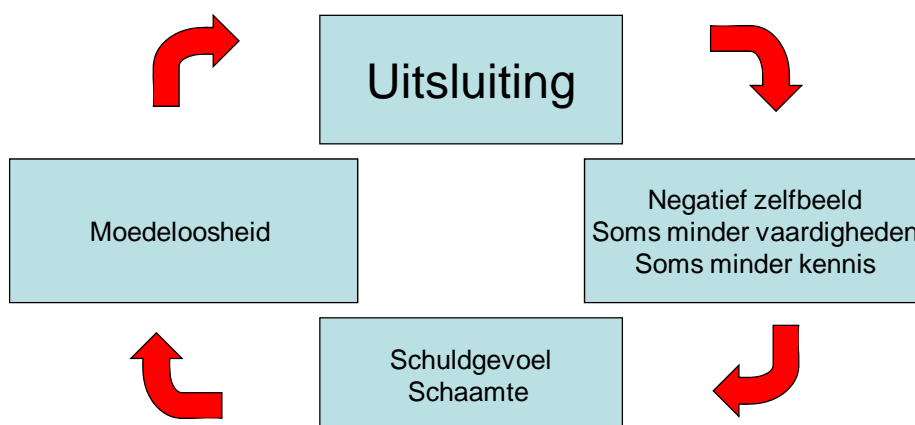 Uitsluiting
Negatief zelfbeeld
Soms minder vaardigheden
Soms minder kennis
Schuldgevoel
Schaamte
Moedeloosheid